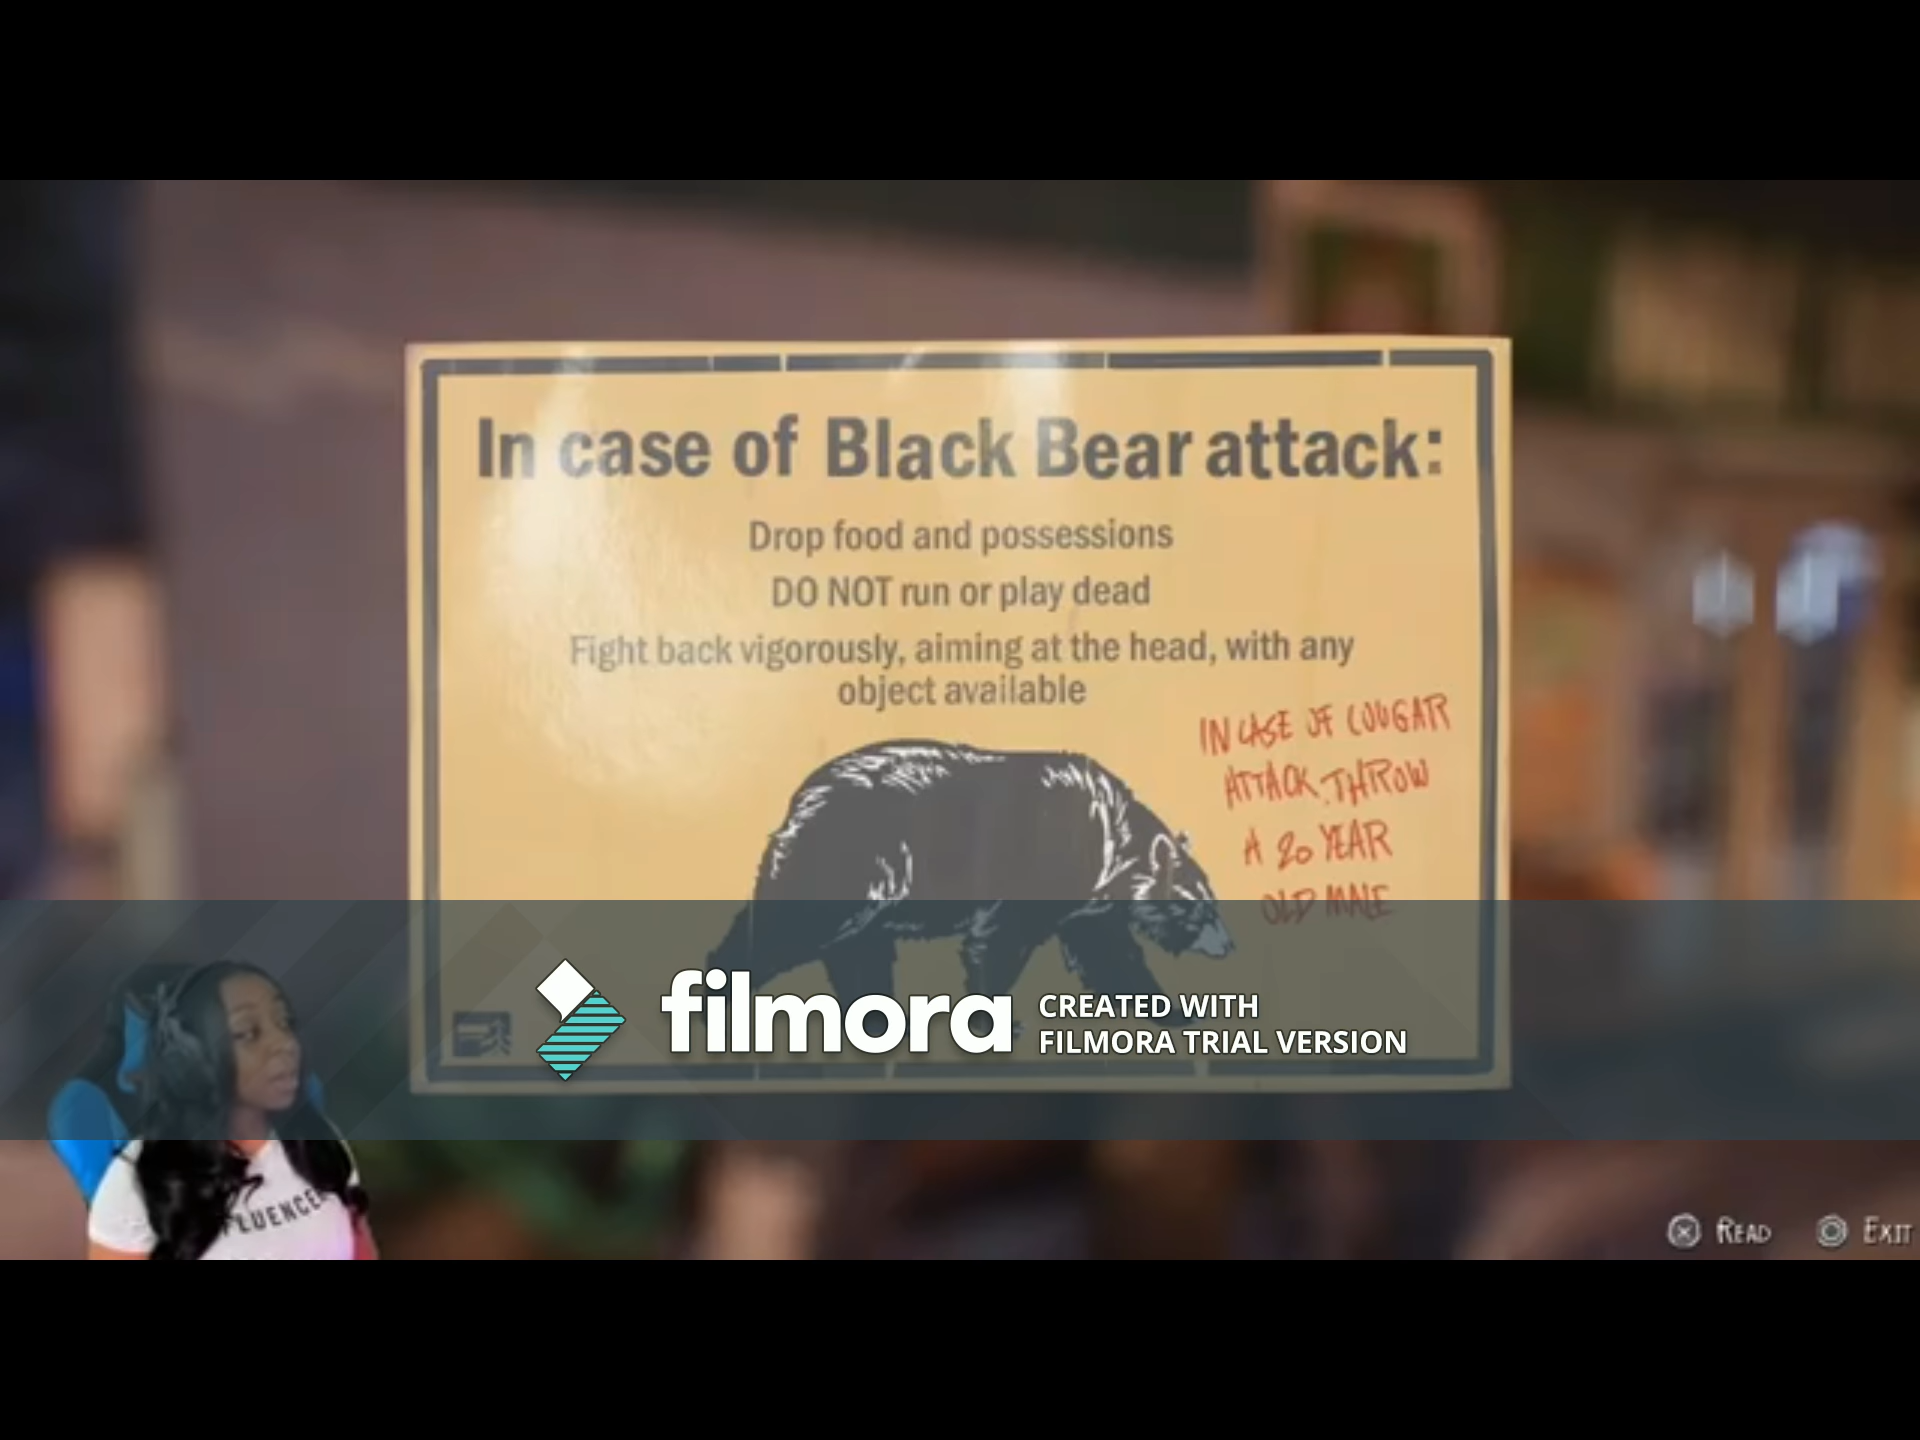 In case of Black Bear attack:
Drop food and possessions
DO NOT run or play dead
Fight back vigorously, aiming at the head, with any
object available
IN CASE OF COUGAR
ATTACK, THROW
A 20 YEAR
OLD MALE
filmora
CREATED WITH
FILMORA TRIAL VERSION
FLUENCER
READ
EXIT